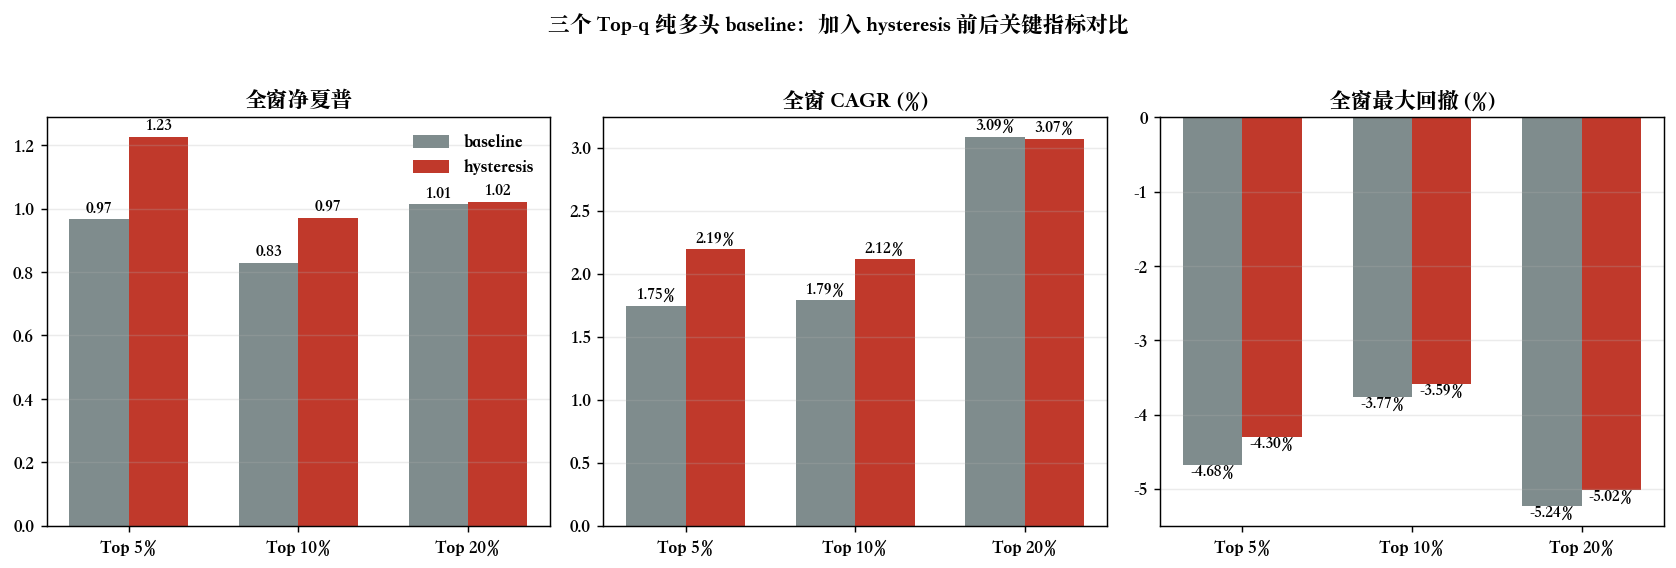 三个 Top-q 纯多头 baseline：加入 hysteresis 前后关键指标对比
全窗净夏普
1.2
1.0
0.8
0.6
0.4
0.2
0.0
0.97
1.23
0.83
0.97
1.01
1.02
baseline
hysteresis
Top 5%
Top 10%
Top 20%
全窗 CAGR (%)
3.0
2.5
2.0
1.5
1.0
0.5
0.0
1.75%
2.19%
1.79%
2.12%
3.09%
3.07%
Top 5%
Top 10%
Top 20%
全窗最大回撤 (%)
0
-1
-2
-3
-4
-5
-4.68%
-4.30%
-3.77%
-3.59%
-5.24%
-5.02%
Top 5%
Top 10%
Top 20%